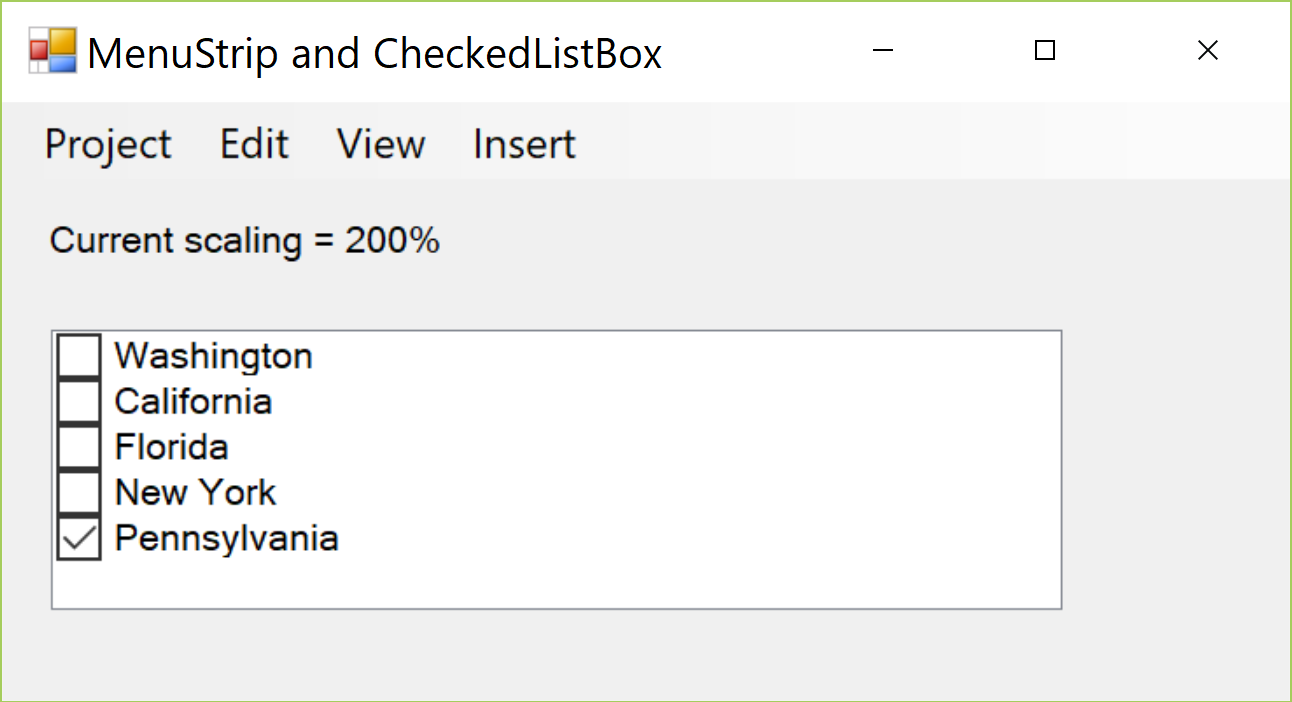 MenuStrip and CheckedListBox
Project Edit View Insert
Current scaling = 200%
Washington
California
Florida
New York
Pennsylvania